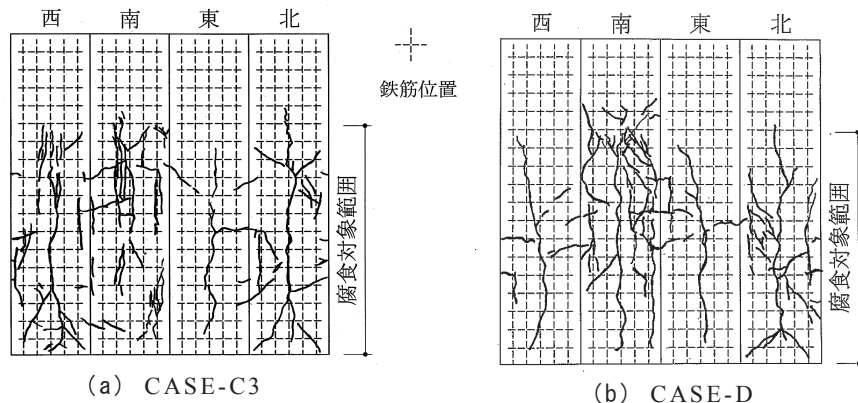 西 南 東 北
鉄筋位置
腐食対象範囲
(a) CASE-C3
西 南 東 北
腐食対象範囲
(b) CASE-D